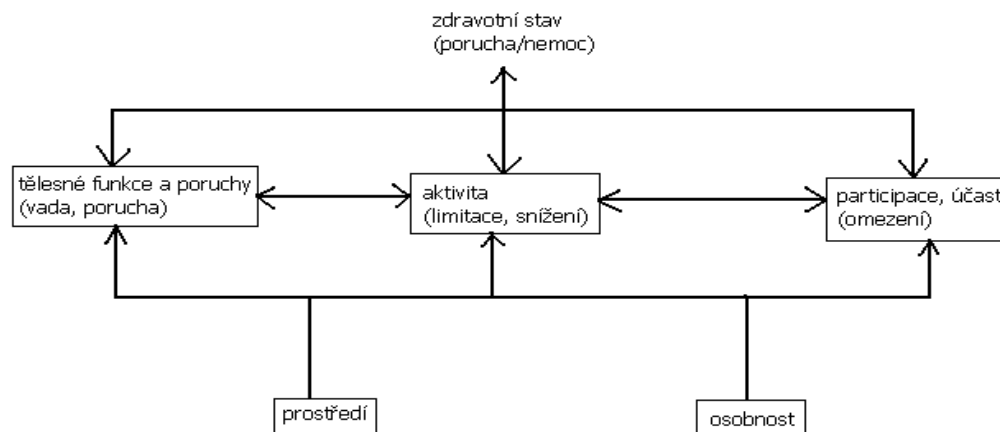 zdravotní stav
(porucha/nemoc)
tělesné funkce a poruchy
(vada, porucha)
aktivita
(limitace, snížení)
participace, účast
(omezení)
prostředí
osobnost